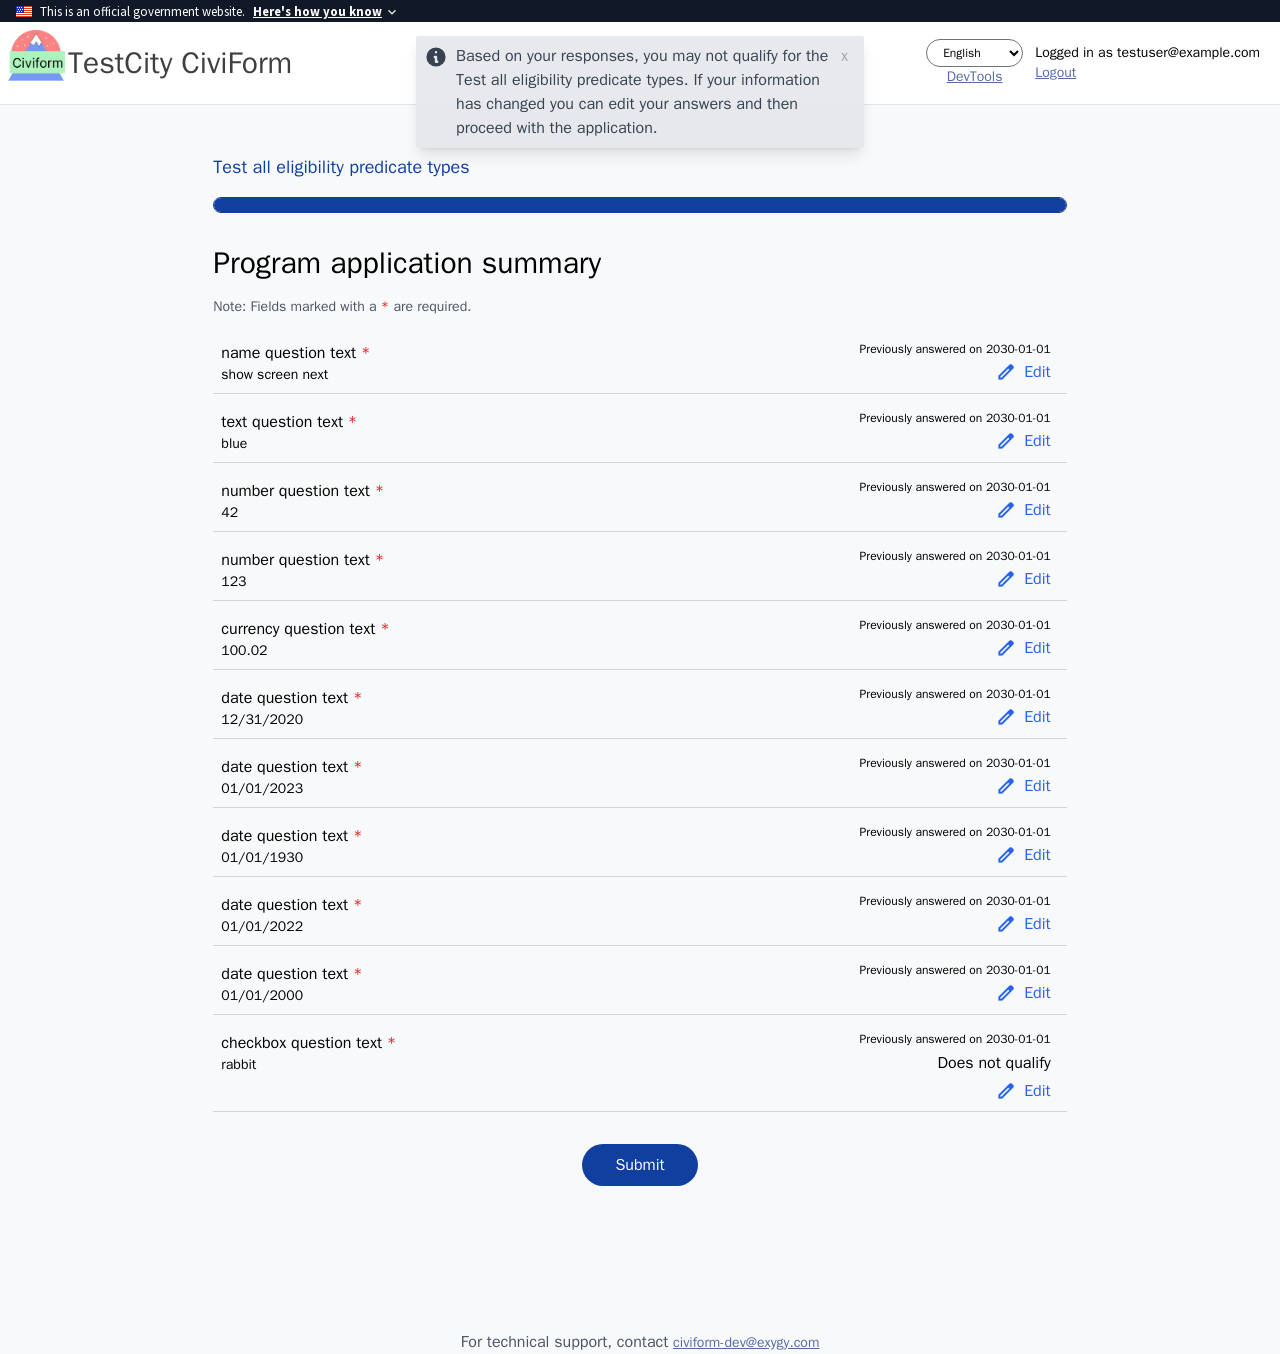 This is an official government website. Here's how you know
Civiform
TestCity CiviForm
Based on your responses, you may not qualify for the
Test all eligibility predicate types. If your information
has changed you can edit your answers and then
proceed with the application.
x
English
DevTools
Logged in as testuser@example.com
Logout
Test all eligibility predicate types
Program application summary
Note: Fields marked with a * are required.
name question text *
show screen next
Previously answered on 2030-01-01
Edit
text question text *
blue
Previously answered on 2030-01-01
Edit
number question text *
42
Previously answered on 2030-01-01
Edit
number question text *
123
Previously answered on 2030-01-01
Edit
currency question text *
100.02
Previously answered on 2030-01-01
Edit
date question text *
12/31/2020
Previously answered on 2030-01-01
Edit
date question text *
01/01/2023
Previously answered on 2030-01-01
Edit
date question text *
01/01/1930
Previously answered on 2030-01-01
Edit
date question text *
01/01/2022
Previously answered on 2030-01-01
Edit
date question text *
01/01/2000
Previously answered on 2030-01-01
Edit
checkbox question text *
rabbit
Previously answered on 2030-01-01
Does not qualify
Edit
Submit
For technical support, contact civiform-dev@exygy.com